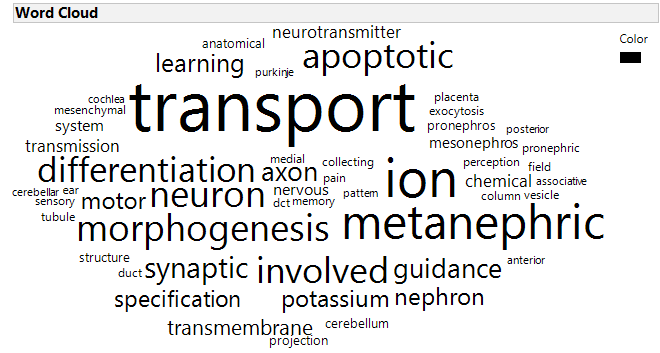 Word Cloud
Color
neurotransmitter
anatomical
learning
apoptotic
purkinje
transport
cochlea
mesenchymal
system
transmission
placenta
exocytosis
pronephros
posterior
mesonephros
pronephric
differentiation
medial
axon
collecting
pain
ion
perception
field
chemical
associative
column
vesicle
cerebellar
ear
sensory
motor
neuron
nervous
dct
memory
pattern
tubule
morphogenesis
metanephric
structure
duct
synaptic
involved
guidance
anterior
specification
potassium
nephron
transmembrane
cerebellum
projection